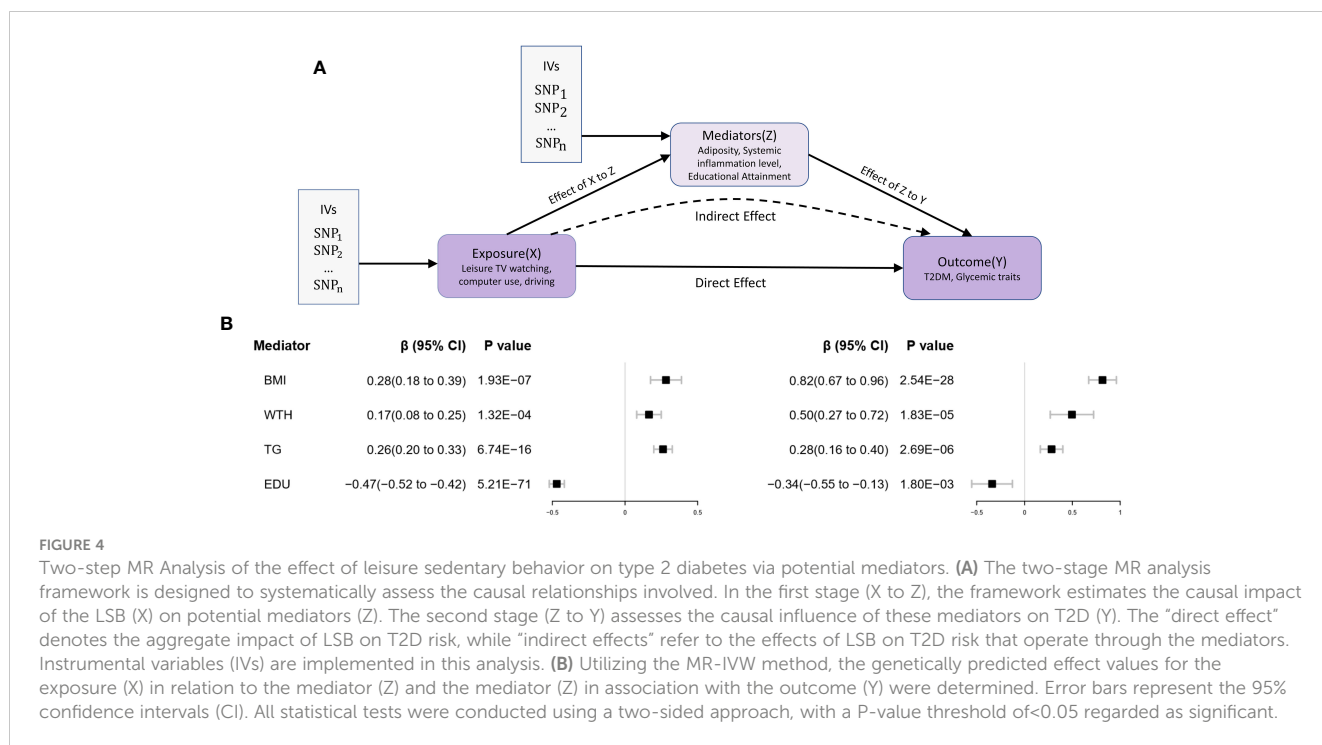 A
IVs
SNP1
SNP2
...
SNPn
Mediators(Z)
Adiposity, Systemic
inflammation level,
Educational Attainment
Effect of X to Z
Effect of Z to Y
IVs
SNP1
SNP2
...
SNPn
Indirect Effect
Exposure(X)
Leisure TV watching,
computer use, driving
Outcome(Y)
T2DM, Glycemic traits
Direct Effect
B
Mediator β (95% CI) P value β (95% CI) P value
BMI 0.28(0.18 to 0.39) 1.93E−07 0.82(0.67 to 0.96) 2.54E−28
WTH 0.17(0.08 to 0.25) 1.32E−04 0.50(0.27 to 0.72) 1.83E−05
TG 0.26(0.20 to 0.33) 6.74E−16 0.28(0.16 to 0.40) 2.69E−06
EDU −0.47(−0.52 to −0.42) 5.21E−71 −0.34(−0.55 to −0.13) 1.80E−03
−0.5 0 0.5 −0.5 0 0.5 1
FIGURE 4
Two-step MR Analysis of the effect of leisure sedentary behavior on type 2 diabetes via potential mediators. (A) The two-stage MR analysis
framework is designed to systematically assess the causal relationships involved. In the first stage (X to Z), the framework estimates the causal impact
of the LSB (X) on potential mediators (Z). The second stage (Z to Y) assesses the causal influence of these mediators on T2D (Y). The “direct effect”
denotes the aggregate impact of LSB on T2D risk, while “indirect effects” refer to the effects of LSB on T2D risk that operate through the mediators.
Instrumental variables (IVs) are implemented in this analysis. (B) Utilizing the MR-IVW method, the genetically predicted effect values for the
exposure (X) in relation to the mediator (Z) and the mediator (Z) in association with the outcome (Y) were determined. Error bars represent the 95%
confidence intervals (CI). All statistical tests were conducted using a two-sided approach, with a P-value threshold of<0.05 regarded as significant.